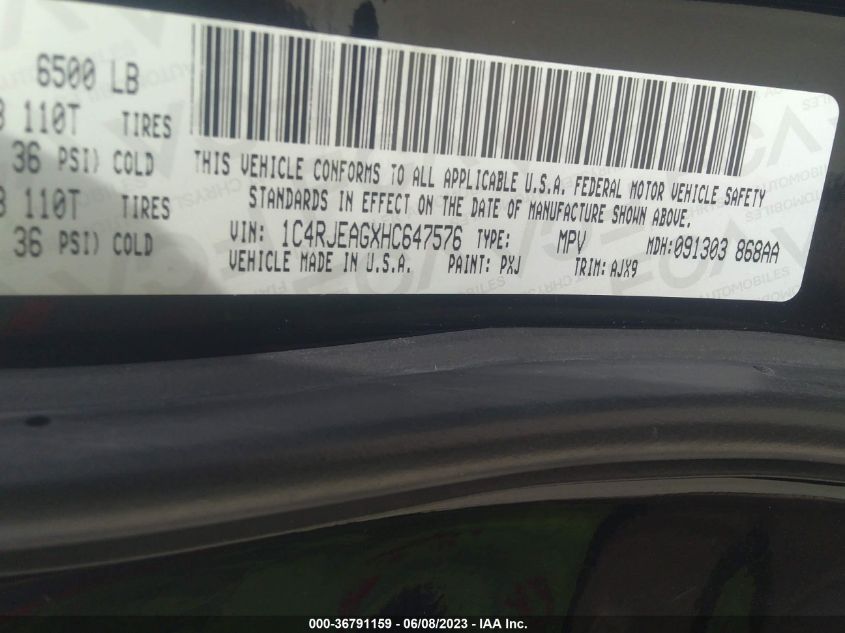 6500 LB
110T TIRES
36 PSI) COLD
110T TIRES
36 PSI) COLD
THIS VEHICLE CONFORMS TO ALL APPLICABLE U.S.A. FEDERAL MOTOR VEHICLE SAFETY
STANDARDS IN EFFECT ON THE DATE OF MANUFACTURE SHOWN ABOVE.
VIN: 1C4RJEAGXHC647576 TYPE: MPV MDH:091303 868AA
VEHICLE MADE IN U.S.A. PAINT: PXJ TRIM: AJX9
000-36791159 - 06/08/2023 - IAA Inc.